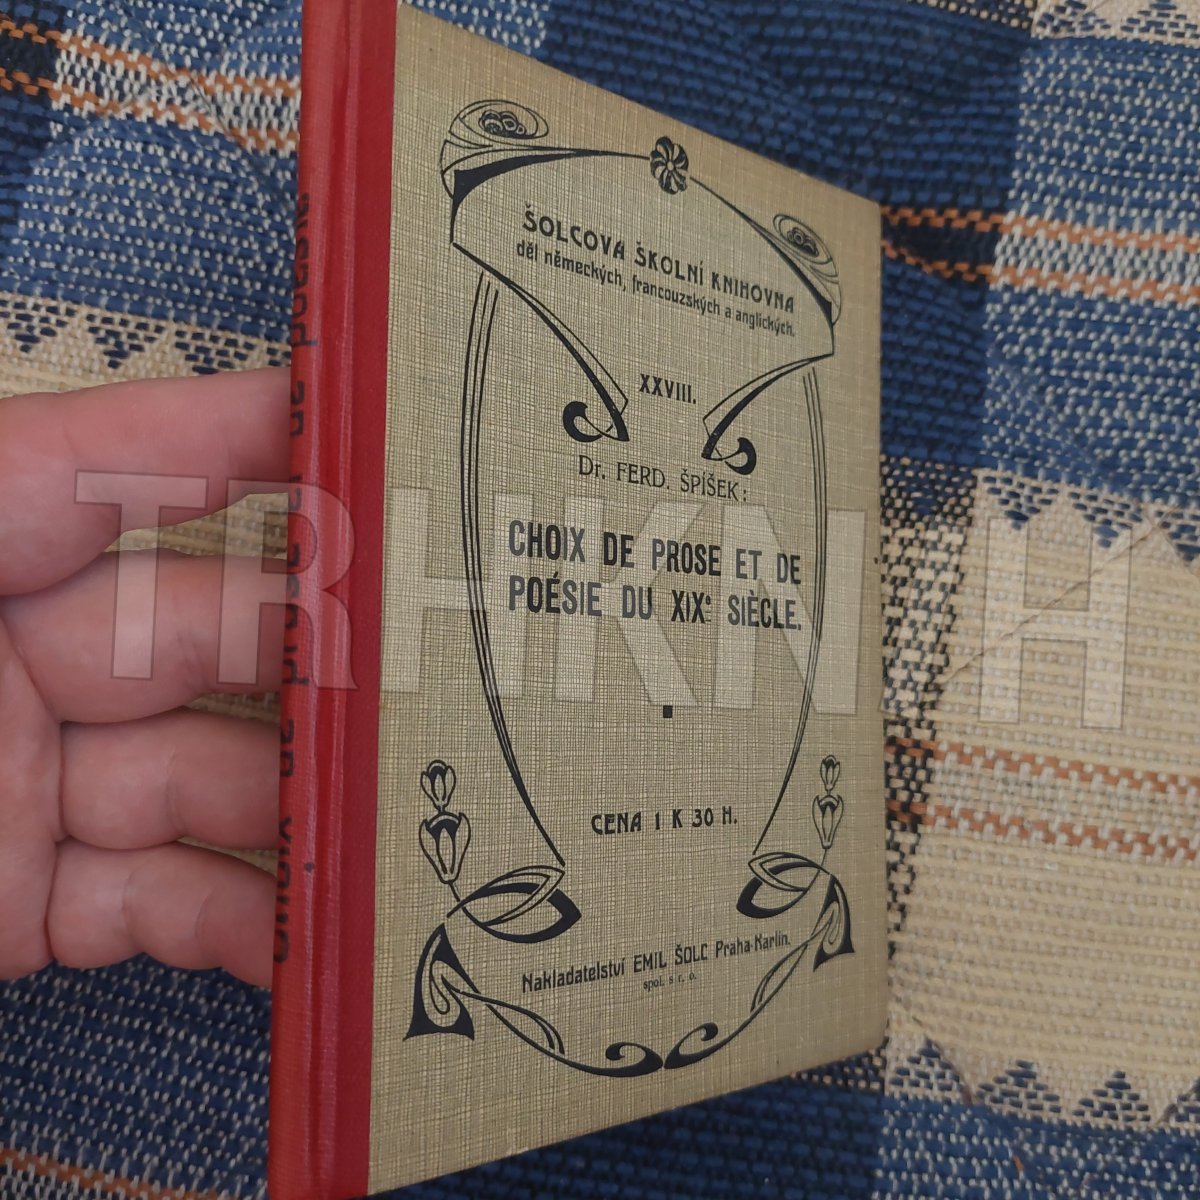 ŠOLCOVA ŠKOLNÍ KNIHOVNA
děl německých, francouzských a anglických.
XXVIII.
Dr. FERD. ŠPÍŠEK:
CHOIX DE PROSE ET DE
POÉSIE DU XIXe SIÈCLE.
CENA 1 K 30 H.
Nakladatelství EMIL ŠOLC Praha-Karlín.
spol. s r. o.
TRHKNIH